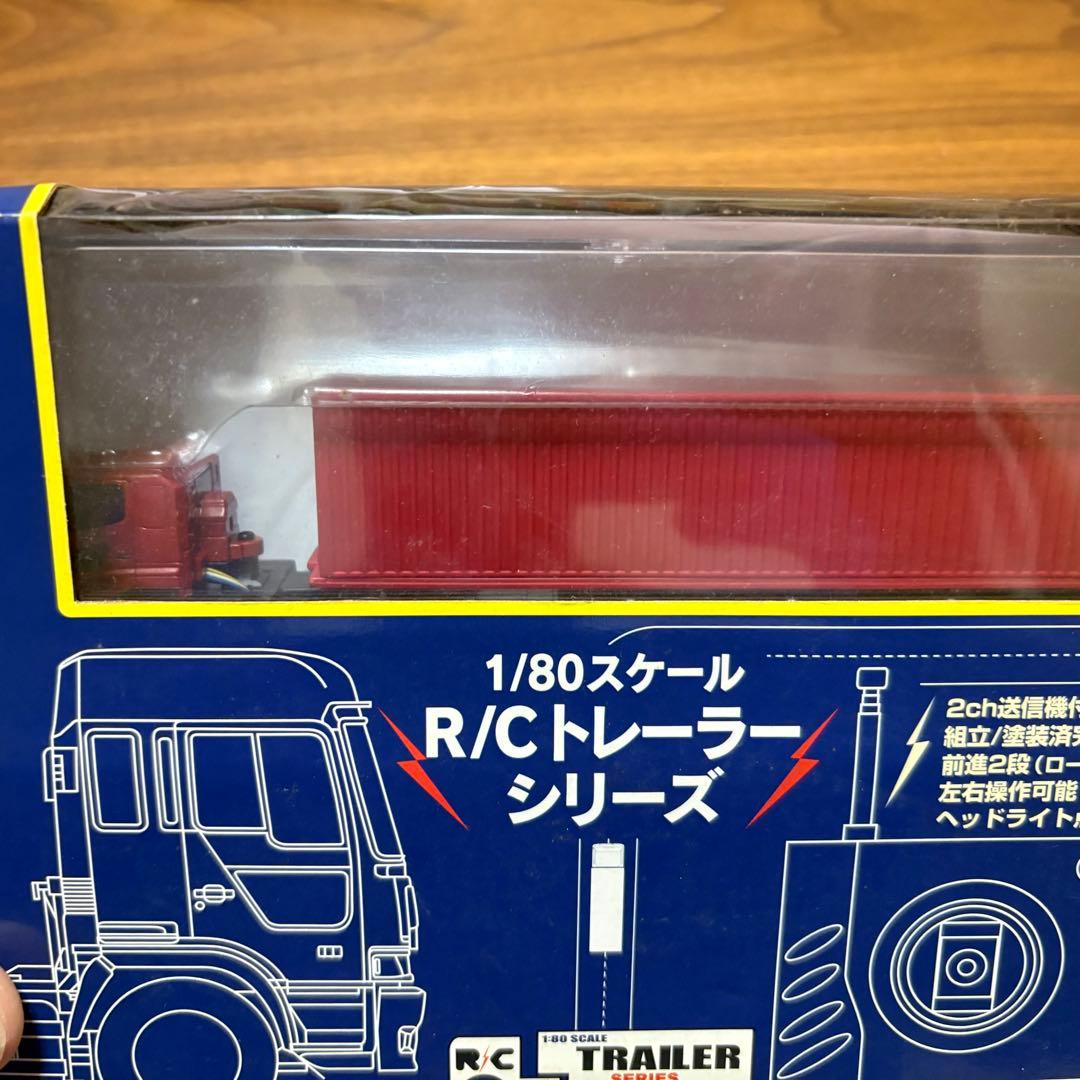 1/80スケール
R/Cトレーラー
シリーズ
2ch送信機付
組立/塗装済
前進2段(ロー
左右操作可能
ヘッドライト
R/C
1:80 SCALE
TRAILER
SERIES